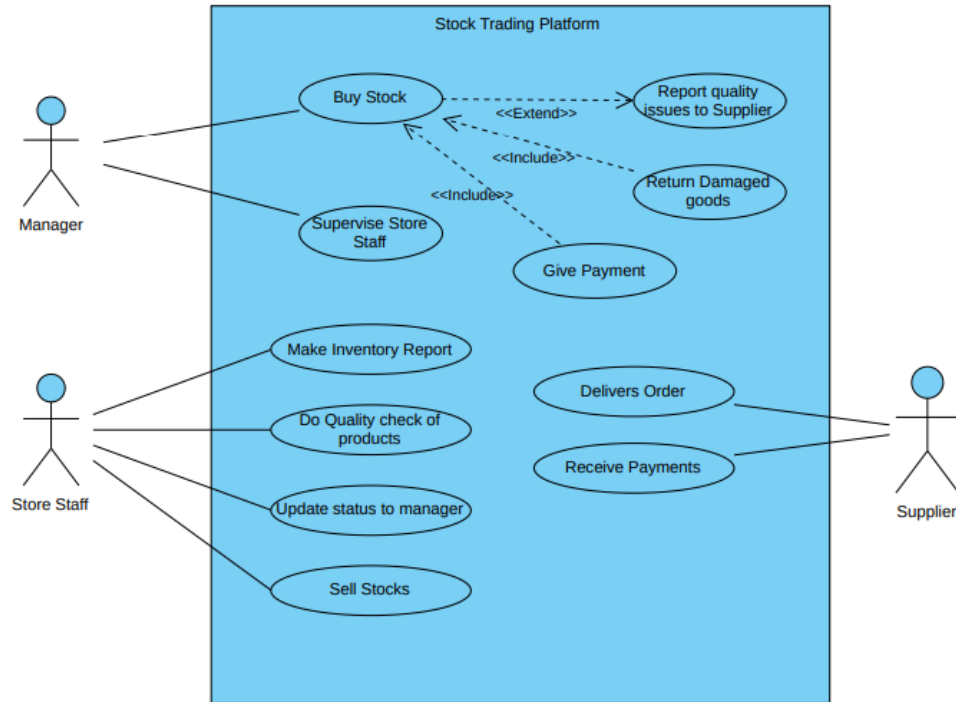 Stock Trading Platform
Buy Stock
Report quality
issues to Supplier
<<Extend>>
<<Include>>
Return Damaged
goods
<<Include>>
Manager
Supervise Store
Staff
Give Payment
Make Inventory Report
Delivers Order
Do Quality check of
products
Receive Payments
Store Staff
Update status to manager
Supplier
Sell Stocks